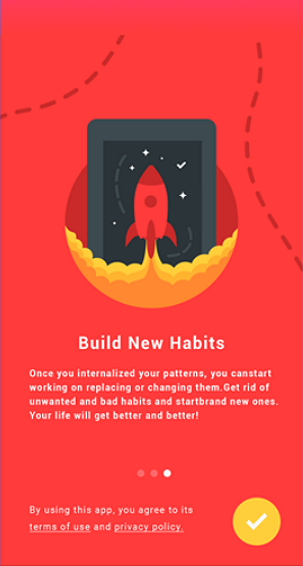 Build New Habits
Once you internalized your patterns, you canstart
working on replacing or changing them.Get rid of
unwanted and bad habits and startbrand new ones.
Your life will get better and better!
By using this app, you agree to its
terms of use and privacy policy.